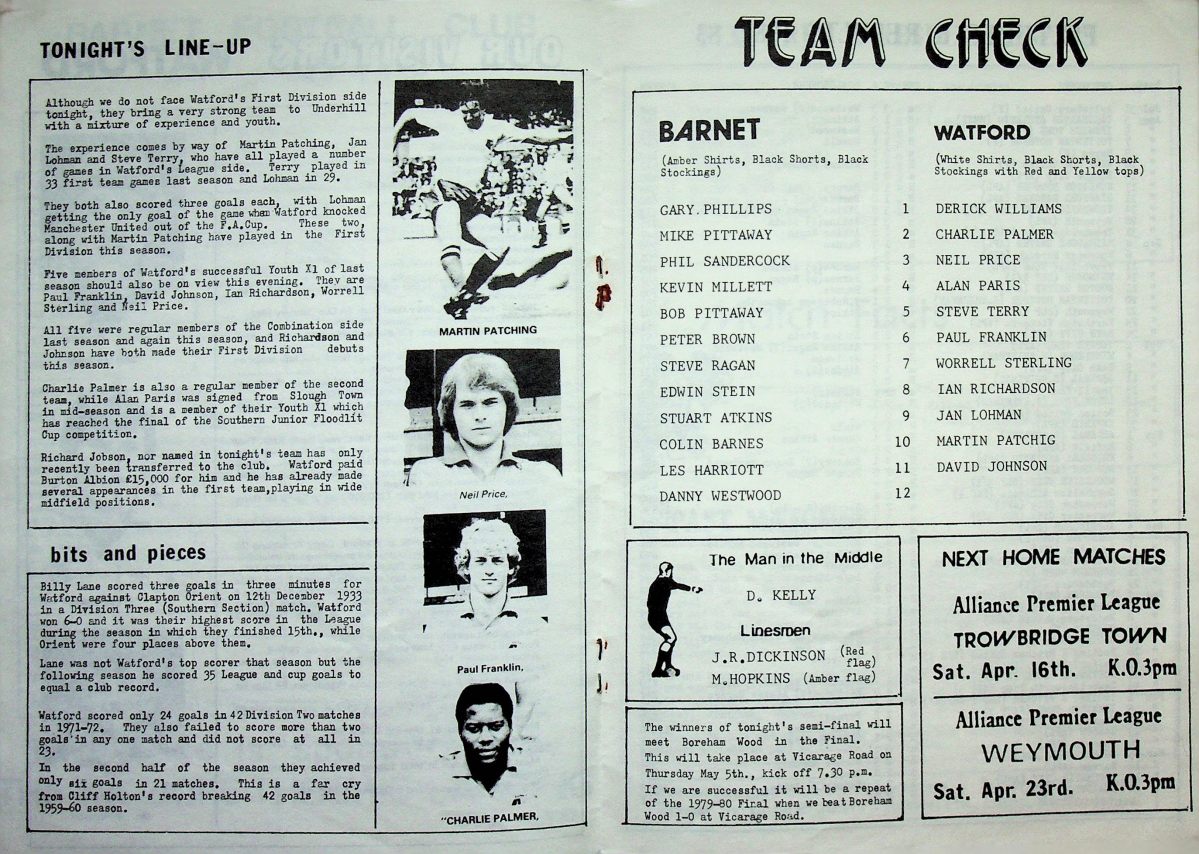 TONIGHT'S LINE-UP
Although we do not face Watford's First Division side
tonight, they bring a very strong team to Underhill
with a mixture of experience and youth.
The experience comes by way of Martin Patching, Jan
Lohman and Steve Terry, who have all played a number
of games in Watford's League side. Terry played in
33 first team games last season and Lohman in 29.
They both also scored three goals each, with Lohman
getting the only goal of the game when Watford knocked
Manchester United out of the F.A.Cup. These two,
along with Martin Patching have played in the First
Division this season.
Five members of Watford's successful Youth X1 of last
season should also be on view this evening. They are
Paul Franklin, David Johnson, Ian Richardson, Worrell
Sterling and Neil Price.
All five were regular members of the Combination side
last season and again this season, and Richardson and
Johnson have both made their First Division debuts
this season.
Charlie Palmer is also a regular member of the second
team, while Alan Paris was signed from Slough Town
in mid-season and is a member of their Youth X1 which
has reached the final of the Southern Junior Floodlit
Cup competition.
Richard Jobson, nor named in tonight's team has only
recently been transferred to the club. Watford paid
Burton Albion £15,000 for him and he has already made
several appearances in the first team,playing in wide
midfield positions.
bits and pieces
Billy Lane scored three goals in three minutes for
Watford against Clapton Orient on 12th December 1933
in a Division Three (Southern Section) match. Watford
won 6-0 and it was their highest score in the League
during the season in which they finished 15th., while
Orient were four places above them.
Lane was not Watford's top scorer that season but the
following season he scored 35 League and cup goals to
equal a club record.
Watford scored only 24 goals in 42 Division Two matches
in 1971-72. They also failed to score more than two
goals in any one match and did not score at all in
23.
In the second half of the season they achieved
only six goals in 21 matches. This is a far cry
from Cliff Holton's record breaking 42 goals in the
1959-60 season.
MARTIN PATCHING
Neil Price,
Paul Franklin,
"CHARLIE PALMER,
TEAM CHECK
BARNET
(Amber Shirts, Black Shorts, Black
Stockings)
WATFORD
(White Shirts, Black Shorts, Black
Stockings with Red and Yellow tops)
GARY PHILLIPS 1 DERICK WILLIAMS
MIKE PITTAWAY 2 CHARLIE PALMER
PHIL SANDERCOCK 3 NEIL PRICE
KEVIN MILLETT 4 ALAN PARIS
BOB PITTAWAY 5 STEVE TERRY
PETER BROWN 6 PAUL FRANKLIN
STEVE RAGAN 7 WORRELL STERLING
EDWIN STEIN 8 IAN RICHARDSON
STUART ATKINS 9 JAN LOHMAN
COLIN BARNES 10 MARTIN PATCHIG
LES HARRIOTT 11 DAVID JOHNSON
DANNY WESTWOOD 12
The Man in the Middle
D. KELLY
Linesmen
J.R.DICKINSON (Red flag)
M.HOPKINS (Amber flag)
The winners of tonight's semi-final will
meet Boreham Wood in the Final.
This will take place at Vicarage Road on
Thursday May 5th., kick off 7.30 p.m.
If we are successful it will be a repeat
of the 1979-80 Final when we beat Boreham
Wood 1-0 at Vicarage Road.
NEXT HOME MATCHES
Alliance Premier League
TROWBRIDGE TOWN
Sat. Apr. 16th. K.O.3pm
Alliance Premier League
WEYMOUTH
Sat. Apr. 23rd. K.O.3pm